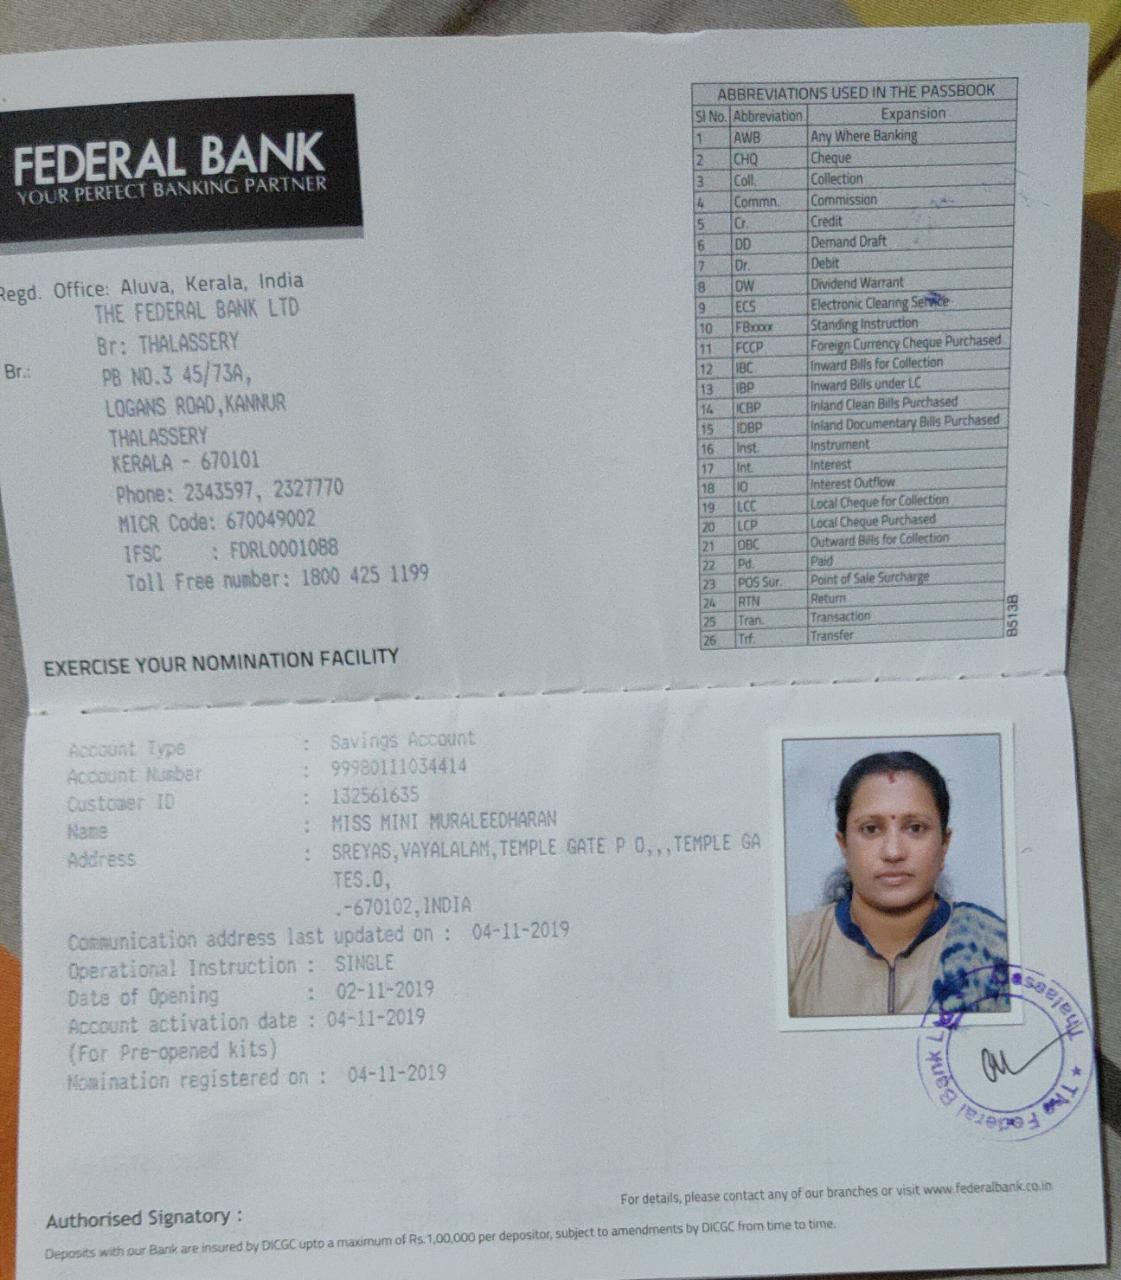 FEDERAL BANK
YOUR PERFECT BANKING PARTNER
Regd. Office: Aluva, Kerala, India
THE FEDERAL BANK LTD
Br: THALASSERY
Br.: PB NO.3 45/73A,
LOGANS ROAD,KANNUR
THALASSERY
KERALA - 670101
Phone: 2343597, 2327770
MICR Code: 670049002
IFSC : FDRL0001088
Toll Free number: 1800 425 1199
EXERCISE YOUR NOMINATION FACILITY
ABBREVIATIONS USED IN THE PASSBOOK
Sl No. Abbreviation Expansion
1 AWB Any Where Banking
2 CHQ Cheque
3 Coll. Collection
4 Commn. Commission
5 Cr. Credit
6 DD Demand Draft
7 Dr. Debit
8 DW Dividend Warrant
9 ECS Electronic Clearing Service
10 FBxxxx Standing Instruction
11 FCCP Foreign Currency Cheque Purchased
12 IBC Inward Bills for Collection
13 IBP Inward Bills under LC
14 ICBP Inland Clean Bills Purchased
15 IDBP Inland Documentary Bills Purchased
16 Inst. Instrument
17 Int. Interest
18 IO Interest Outflow
19 LCC Local Cheque for Collection
20 LCP Local Cheque Purchased
21 OBC Outward Bills for Collection
22 Pd. Paid
23 POS Sur. Point of Sale Surcharge
24 RTN Return
25 Tran. Transaction
26 Trf. Transfer
B513B
Account Type : Savings Account
Account Number : 99980111034414
Customer ID : 132561635
Name : MISS MINI MURALEEDHARAN
Address : SREYAS,VAYALALAM,TEMPLE GATE P O,,,TEMPLE GA
TES.O,
.-670102,INDIA
Communication address last updated on : 04-11-2019
Operational Instruction : SINGLE
Date of Opening : 02-11-2019
Account activation date : 04-11-2019
(For Pre-opened kits)
Nomination registered on : 04-11-2019
The Federal Bank
For details, please contact any of our branches or visit www.federalbank.co.in
Authorised Signatory :
Deposits with our Bank are insured by DICGC upto a maximum of Rs.1,00,000 per depositor, subject to amendments by DICGC from time to time.